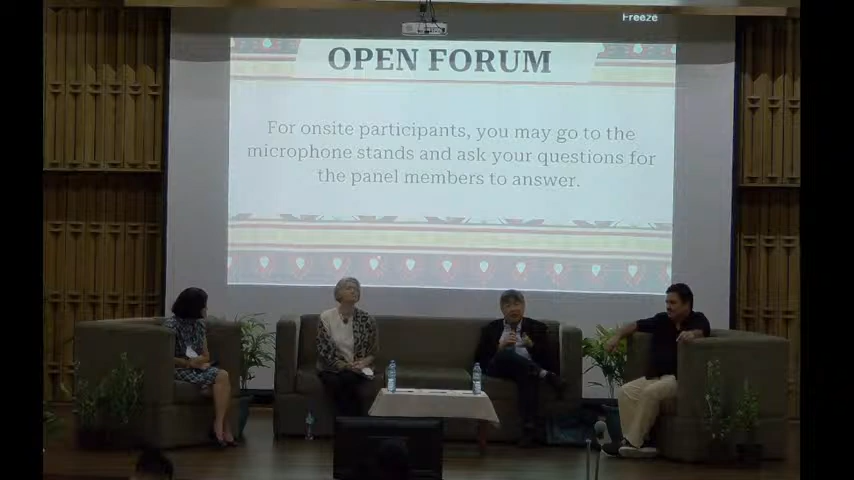 Freeze
OPEN FORUM
For onsite participants, you may go to the
microphone stands and ask your questions for
the panel members to answer.